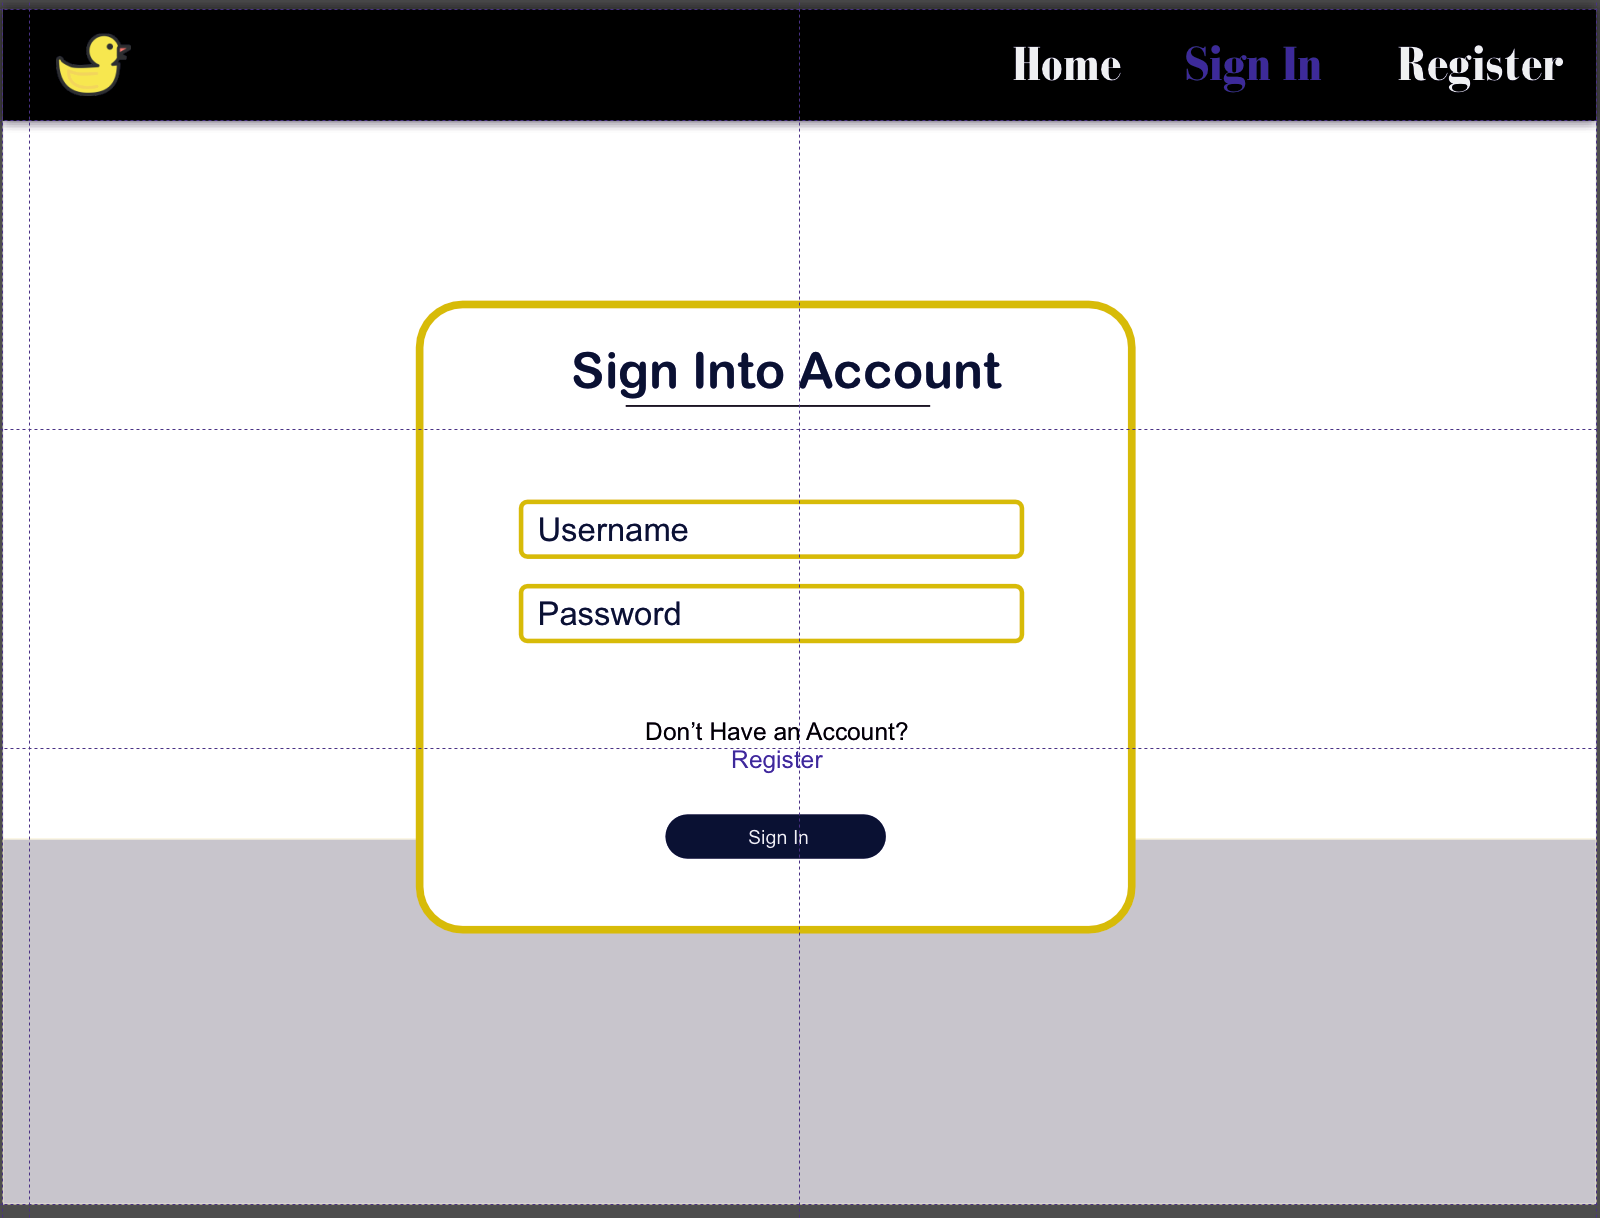 Home Sign In Register
Sign Into Account
Username
Password
Don’t Have an Account?
Register
Sign In